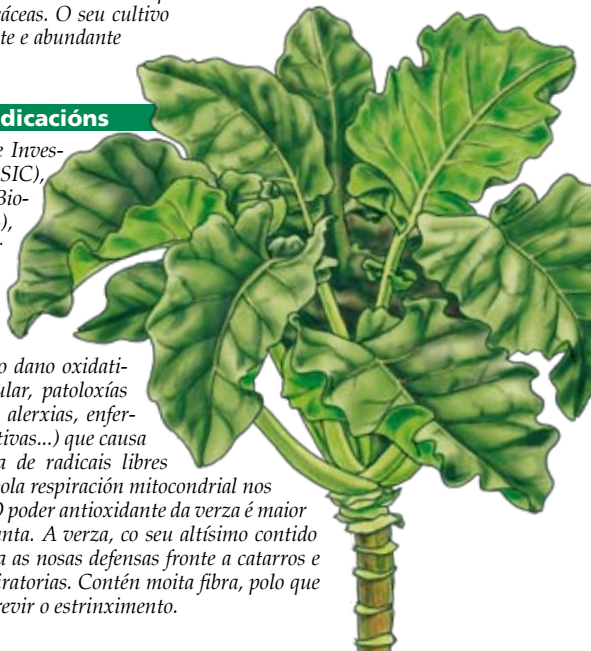 áceas. O seu cultivo
te e abundante
dicacións
e Inves-
SIC),
Bio-
),
o dano oxidati-
ular, patoloxías
alerxias, enfer-
tivas...) que causa
a de radicais libres
ola respiración mitocondrial nos
O poder antioxidante da verza é maior
nta. A verza, co seu altísimo contido
a as nosas defensas fronte a catarros e
iratorias. Contén moita fibra, polo que
revir o estrinximento.